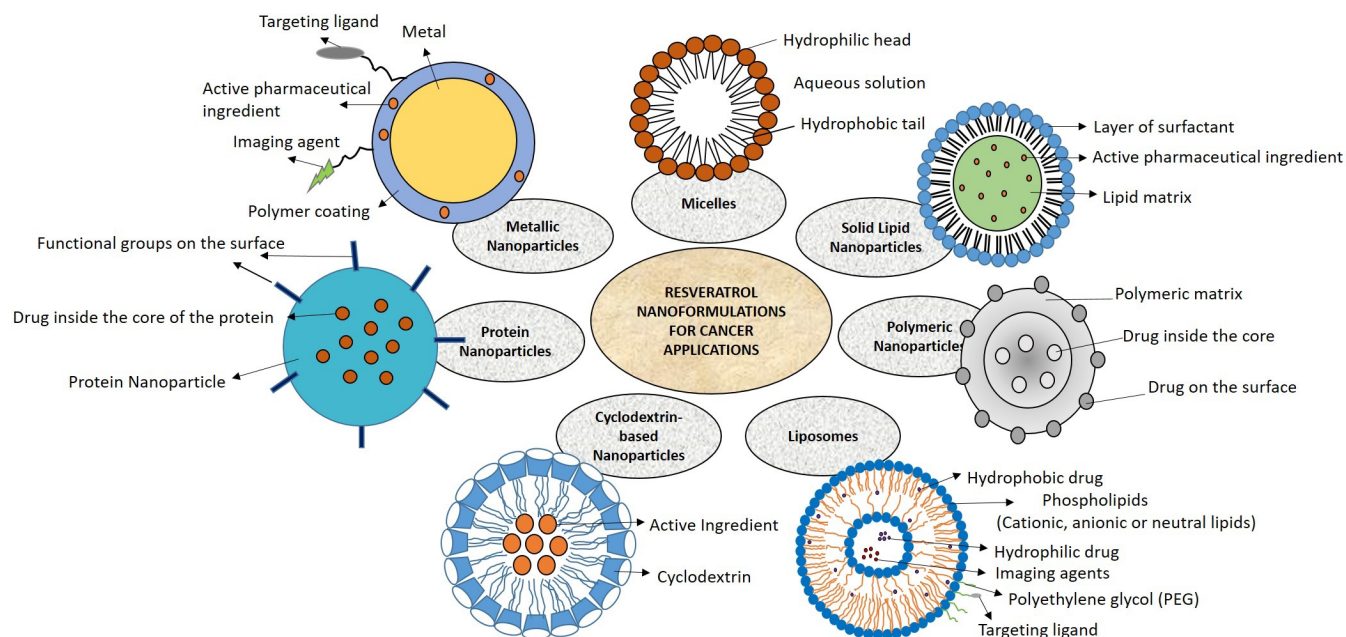 Targeting ligand
Metal
Active pharmaceutical
ingredient
Imaging agent
Polymer coating
Metallic
Nanoparticles
Hydrophilic head
Aqueous solution
Hydrophobic tail
Micelles
Layer of surfactant
Active pharmaceutical ingredient
Lipid matrix
Solid Lipid
Nanoparticles
Functional groups on the surface
Drug inside the core of the protein
Protein Nanoparticle
Protein
Nanoparticles
RESVERATROL
NANOFORMULATIONS
FOR CANCER
APPLICATIONS
Polymeric
Nanoparticles
Polymeric matrix
Drug inside the core
Drug on the surface
Cyclodextrin-
based
Nanoparticles
Active Ingredient
Cyclodextrin
Liposomes
Hydrophobic drug
Phospholipids
(Cationic, anionic or neutral lipids)
Hydrophilic drug
Imaging agents
Polyethylene glycol (PEG)
Targeting ligand